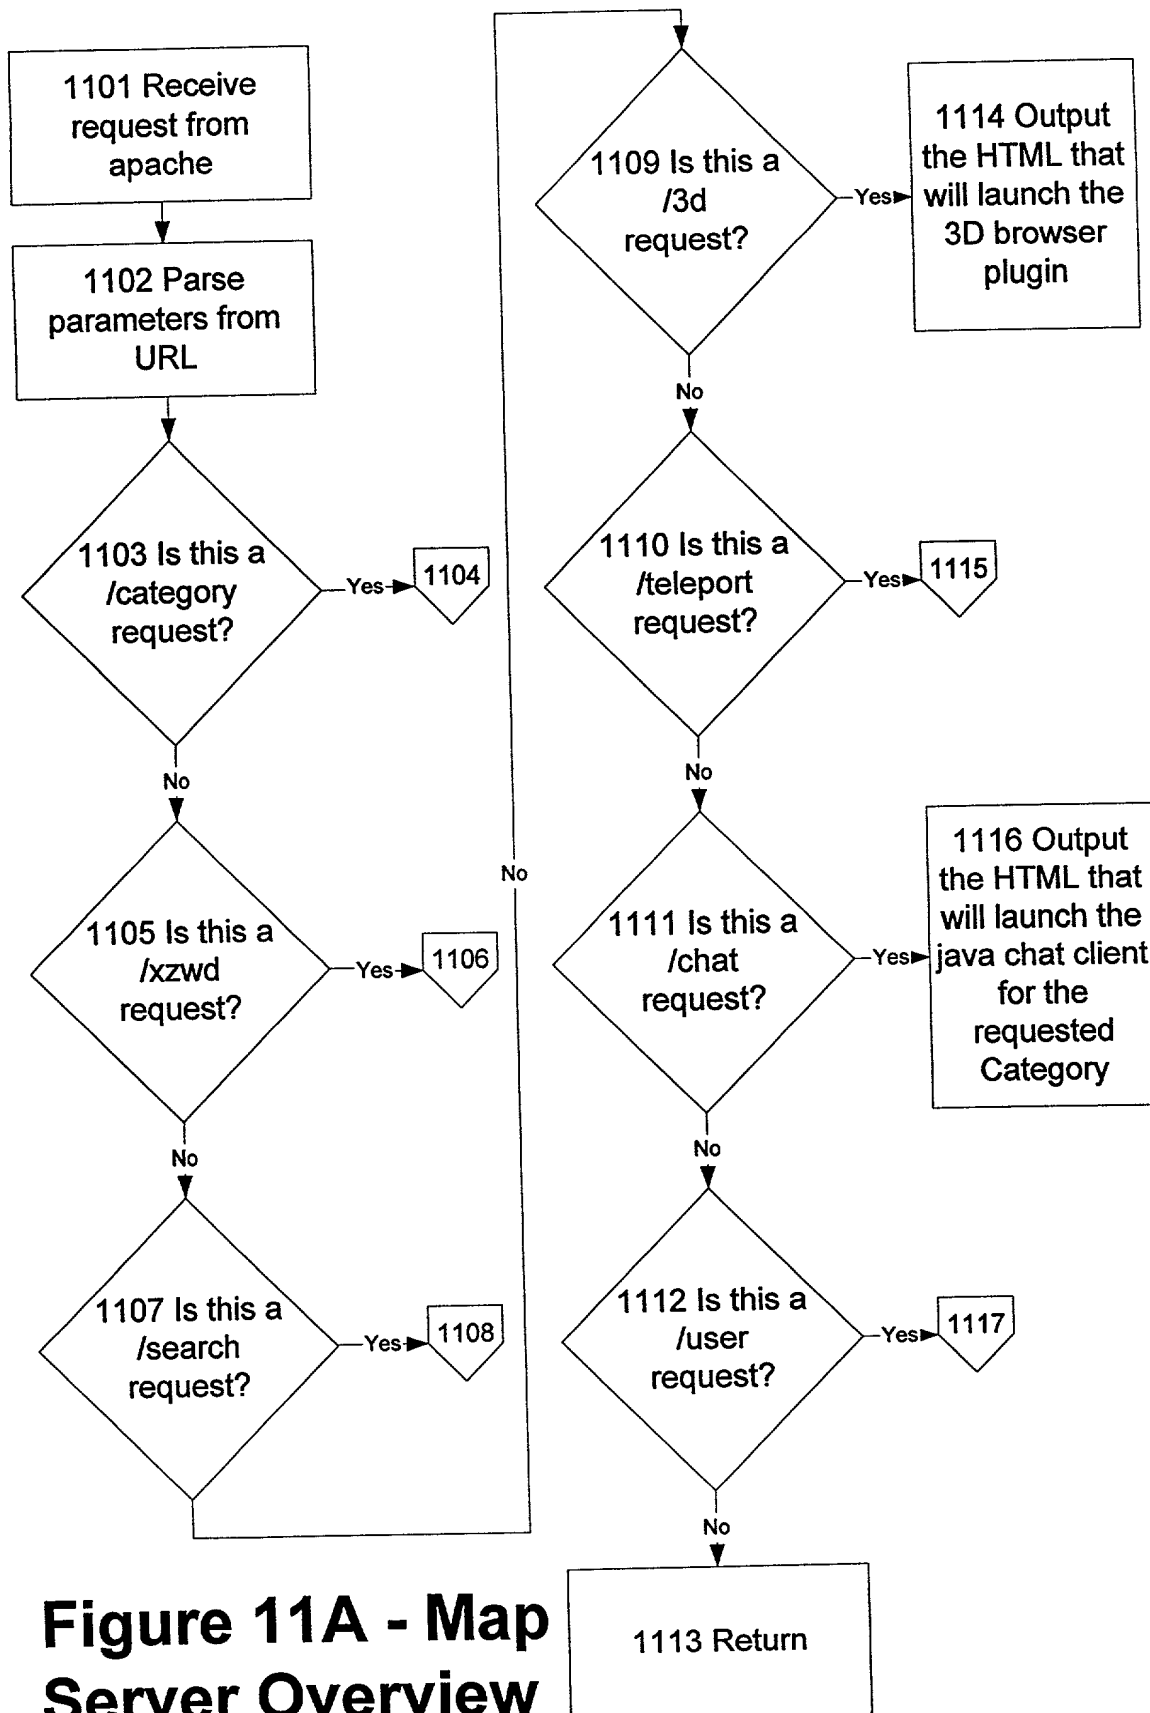 1101 Receive
request from
apache
1102 Parse
parameters from
URL
1103 Is this a
/category
request?
Yes
1104
No
1105 Is this a
/xzwd
request?
Yes
1106
No
1107 Is this a
/search
request?
Yes
1108
No
1109 Is this a
/3d
request?
Yes
1114 Output
the HTML that
will launch the
3D browser
plugin
No
1110 Is this a
/teleport
request?
Yes
1115
No
1111 Is this a
/chat
request?
Yes
1116 Output
the HTML that
will launch the
java chat client
for the
requested
Category
No
1112 Is this a
/user
request?
Yes
1117
No
1113 Return
Figure 11A - Map
Server Overview